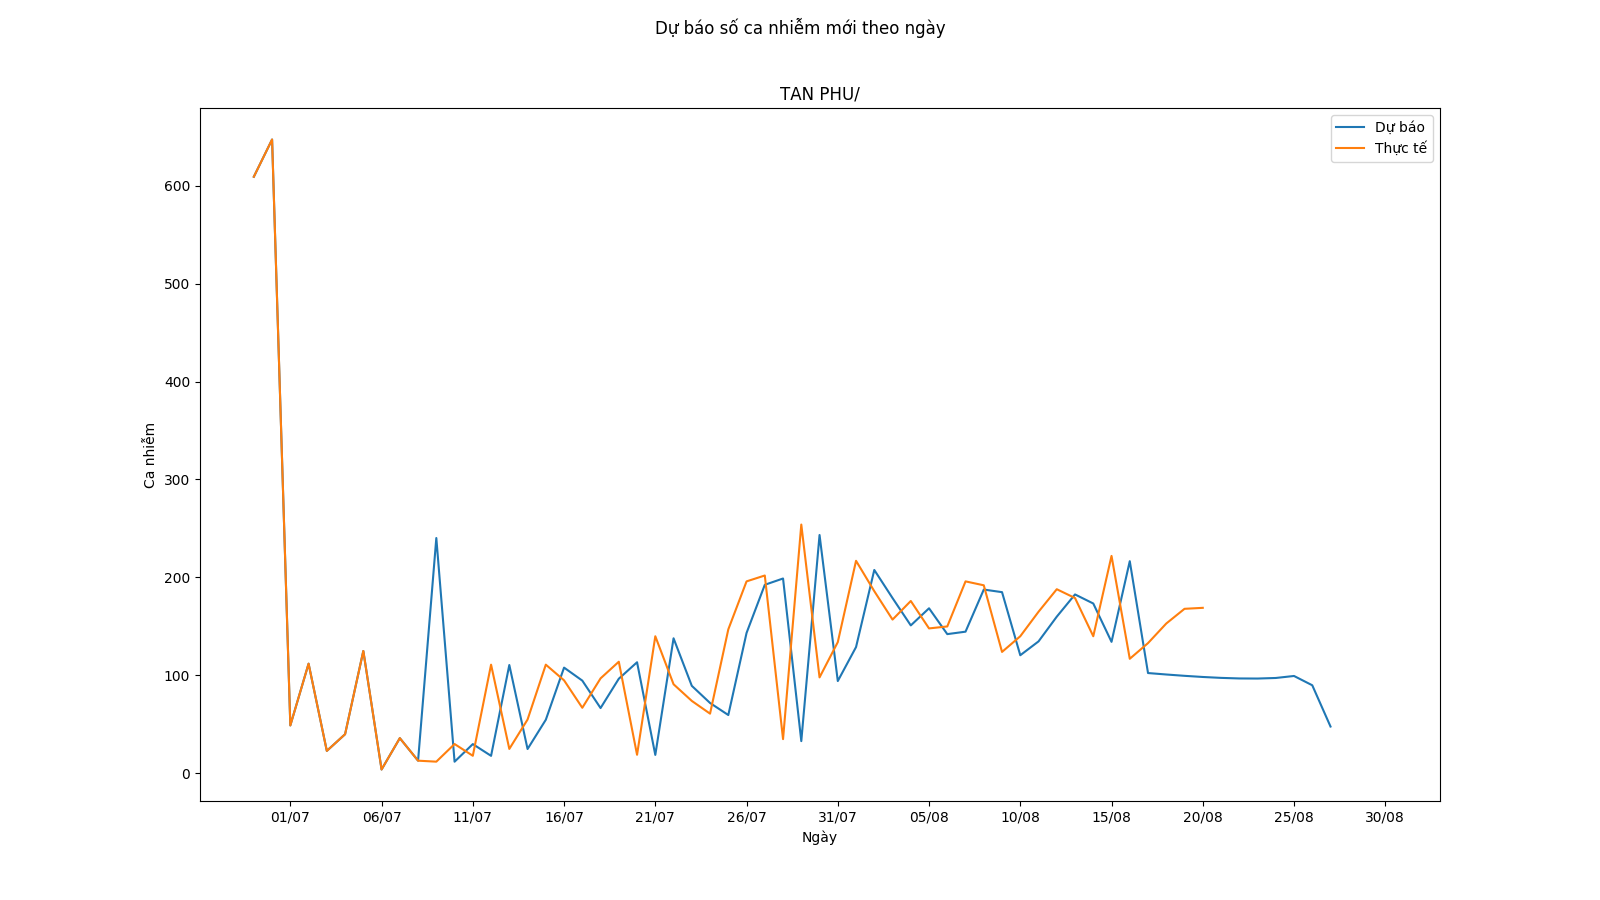 Dự báo số ca nhiễm mới theo ngày
TAN PHU/
Dự báo
Thực tế
600
500
400
300
200
100
0
Ca nhiễm
01/07 06/07 11/07 16/07 21/07 26/07 31/07 05/08 10/08 15/08 20/08 25/08 30/08
Ngày